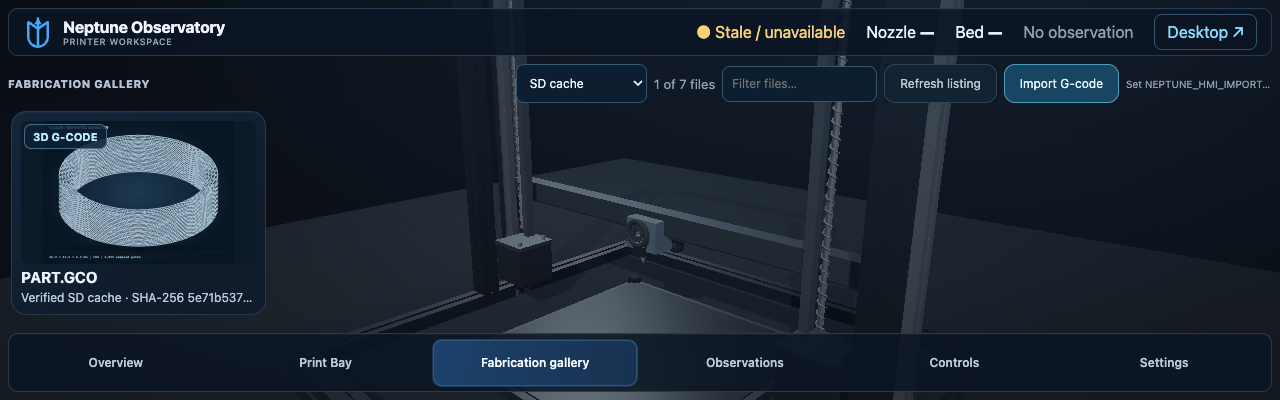 Neptune Observatory
PRINTER WORKSPACE
Stale / unavailable
Nozzle —
Bed —
No observation
Desktop ↗
FABRICATION GALLERY
SD cache
1 of 7 files
Filter files...
Refresh listing
Import G-code
Set NEPTUNE_HMI_IMPORT...
3D G-CODE
PART.GCO
Verified SD cache · SHA-256 5e71b537...
Overview
Print Bay
Fabrication gallery
Observations
Controls
Settings